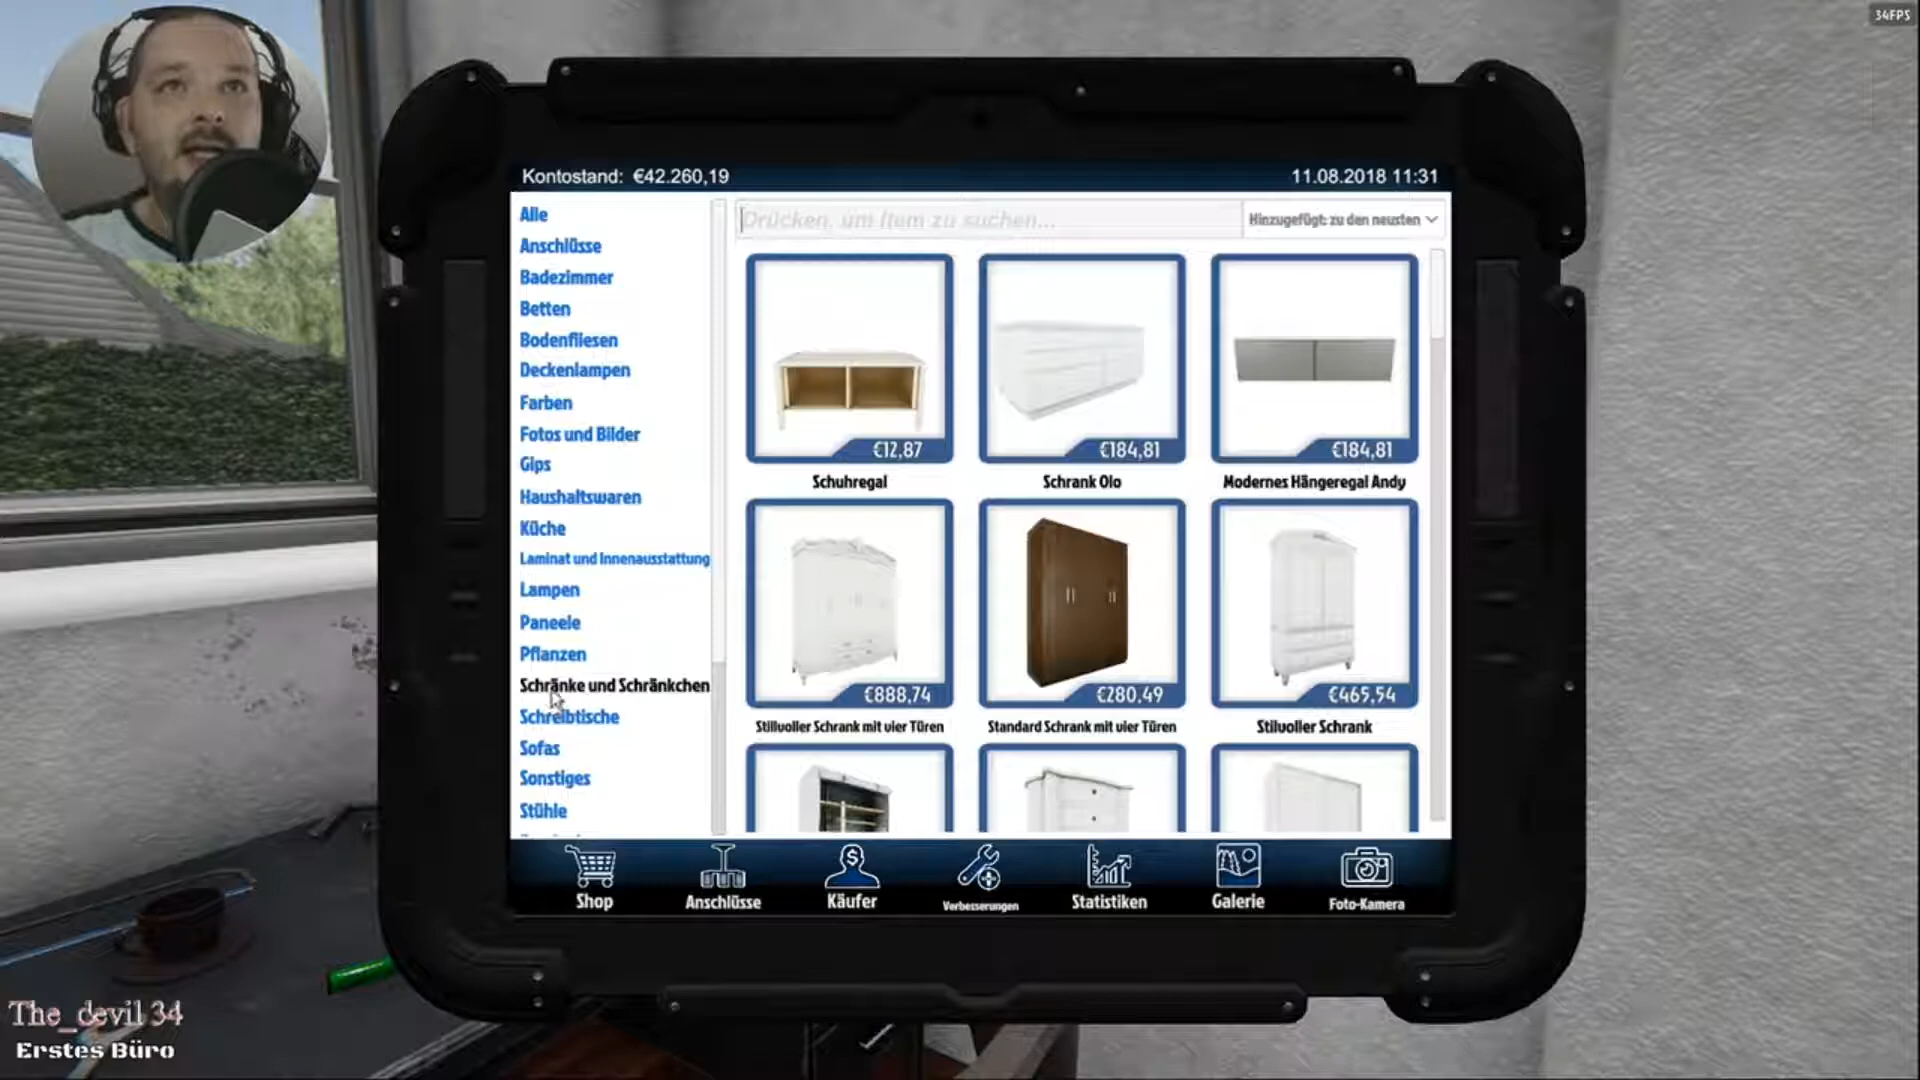 34FPS
Kontostand: €42.260,19
11.08.2018 11:31
Alle
Anschlüsse
Badezimmer
Betten
Bodenfliesen
Deckenlampen
Farben
Fotos und Bilder
Gips
Haushaltswaren
Küche
Laminat und Innenausstattung
Lampen
Paneele
Pflanzen
Schränke und Schränkchen
Schreibtische
Sofas
Sonstiges
Stühle
Drücken, um Item zu suchen...
Hinzugefügt: zu den neusten
€12,87
€184,81
€184,81
Schuhregal
Schrank Olo
Modernes Hängeregal Andy
€888,74
€280,49
€465,54
Stillvoller Schrank mit vier Türen
Standard Schrank mit vier Türen
Stilvoller Schrank
Shop
Anschlüsse
Käufer
Verbesserungen
Statistiken
Galerie
Foto-Kamera
The_devil 34
Erstes Büro